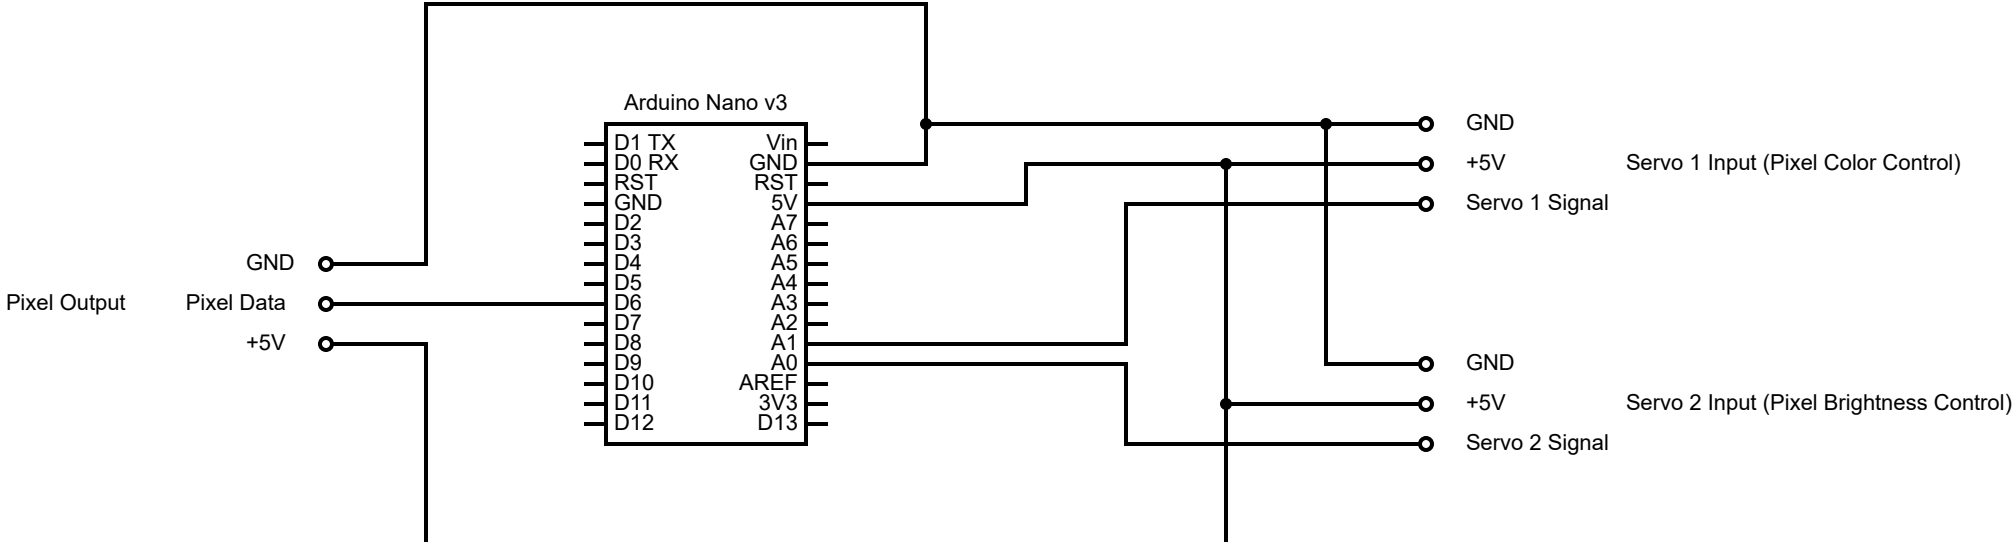 Arduino Nano v3
D1 TX
D0 RX
RST
GND
D2
D3
D4
D5
D6
D7
D8
D9
D10
D11
D12
Vin
GND
RST
5V
A7
A6
A5
A4
A3
A2
A1
A0
AREF
3V3
D13
GND
Pixel Output Pixel Data
+5V
GND
+5V Servo 1 Input (Pixel Color Control)
Servo 1 Signal
GND
+5V Servo 2 Input (Pixel Brightness Control)
Servo 2 Signal